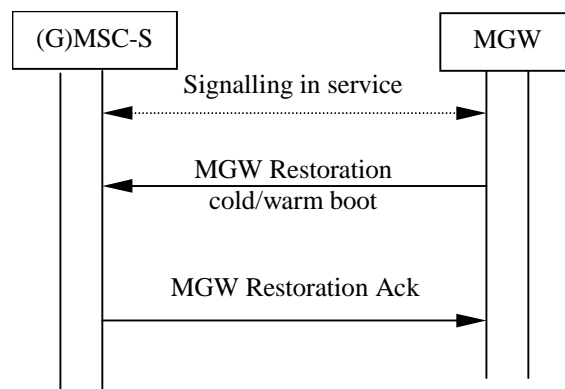 (G)MSC-S
MGW
Signalling in service
MGW Restoration
cold/warm boot
MGW Restoration Ack